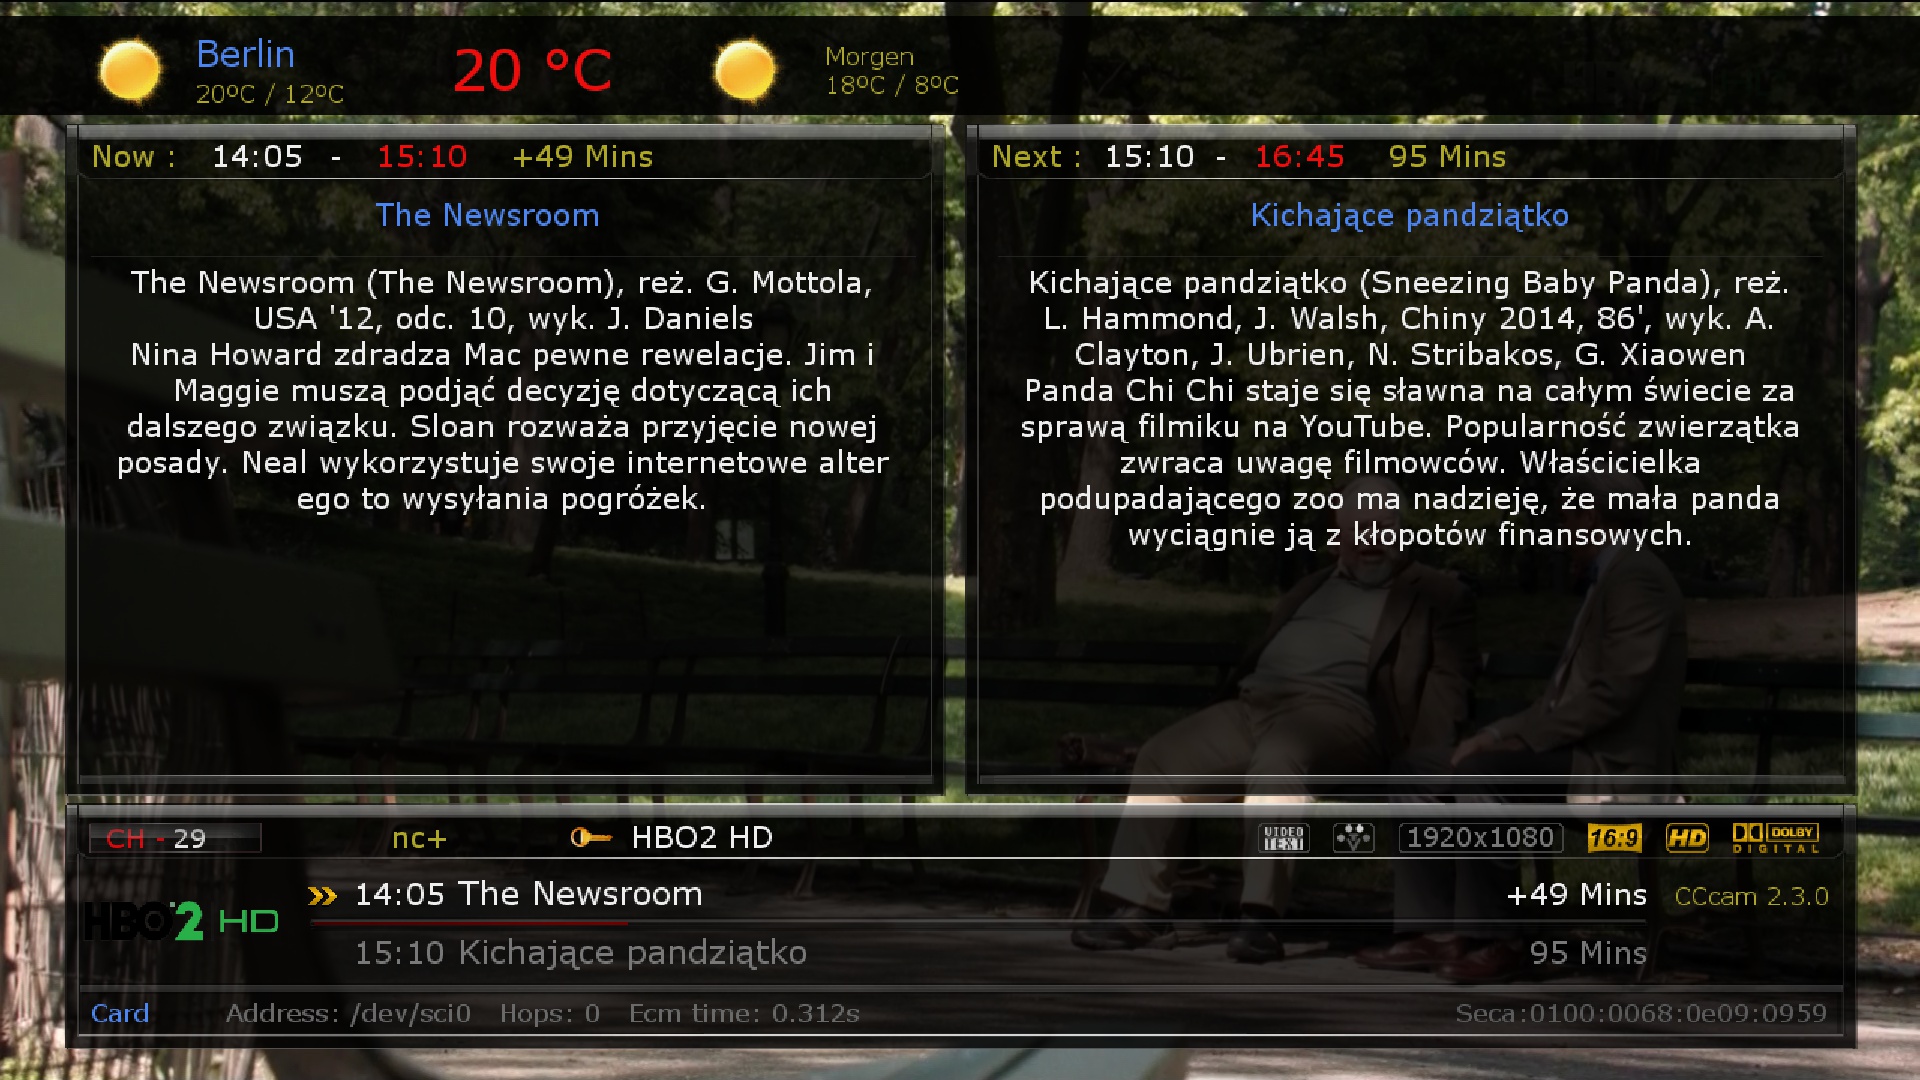 Berlin
20ºC / 12ºC
20 °C
Morgen
18ºC / 8ºC
Now : 14:05 - 15:10 +49 Mins
The Newsroom
The Newsroom (The Newsroom), reż. G. Mottola,
USA '12, odc. 10, wyk. J. Daniels
Nina Howard zdradza Mac pewne rewelacje. Jim i
Maggie muszą podjąć decyzję dotyczącą ich
dalszego związku. Sloan rozważa przyjęcie nowej
posady. Neal wykorzystuje swoje internetowe alter
ego to wysyłania pogróżek.
Next : 15:10 - 16:45 95 Mins
Kichające pandziątko
Kichające pandziątko (Sneezing Baby Panda), reż.
L. Hammond, J. Walsh, Chiny 2014, 86', wyk. A.
Clayton, J. Ubrien, N. Stribakos, G. Xiaowen
Panda Chi Chi staje się sławna na całym świecie za
sprawą filmiku na YouTube. Popularność zwierzątka
zwraca uwagę filmowców. Właścicielka
podupadającego zoo ma nadzieję, że mała panda
wyciągnie ją z kłopotów finansowych.
CH - 29 nc+ HBO2 HD VIDEO TEXT 1920x1080 16:9 HD DOLBY DIGITAL
HBO2 HD
14:05 The Newsroom +49 Mins CCcam 2.3.0
15:10 Kichające pandziątko 95 Mins
Card Address: /dev/sci0 Hops: 0 Ecm time: 0.312s Seca:0100:0068:0e09:0959